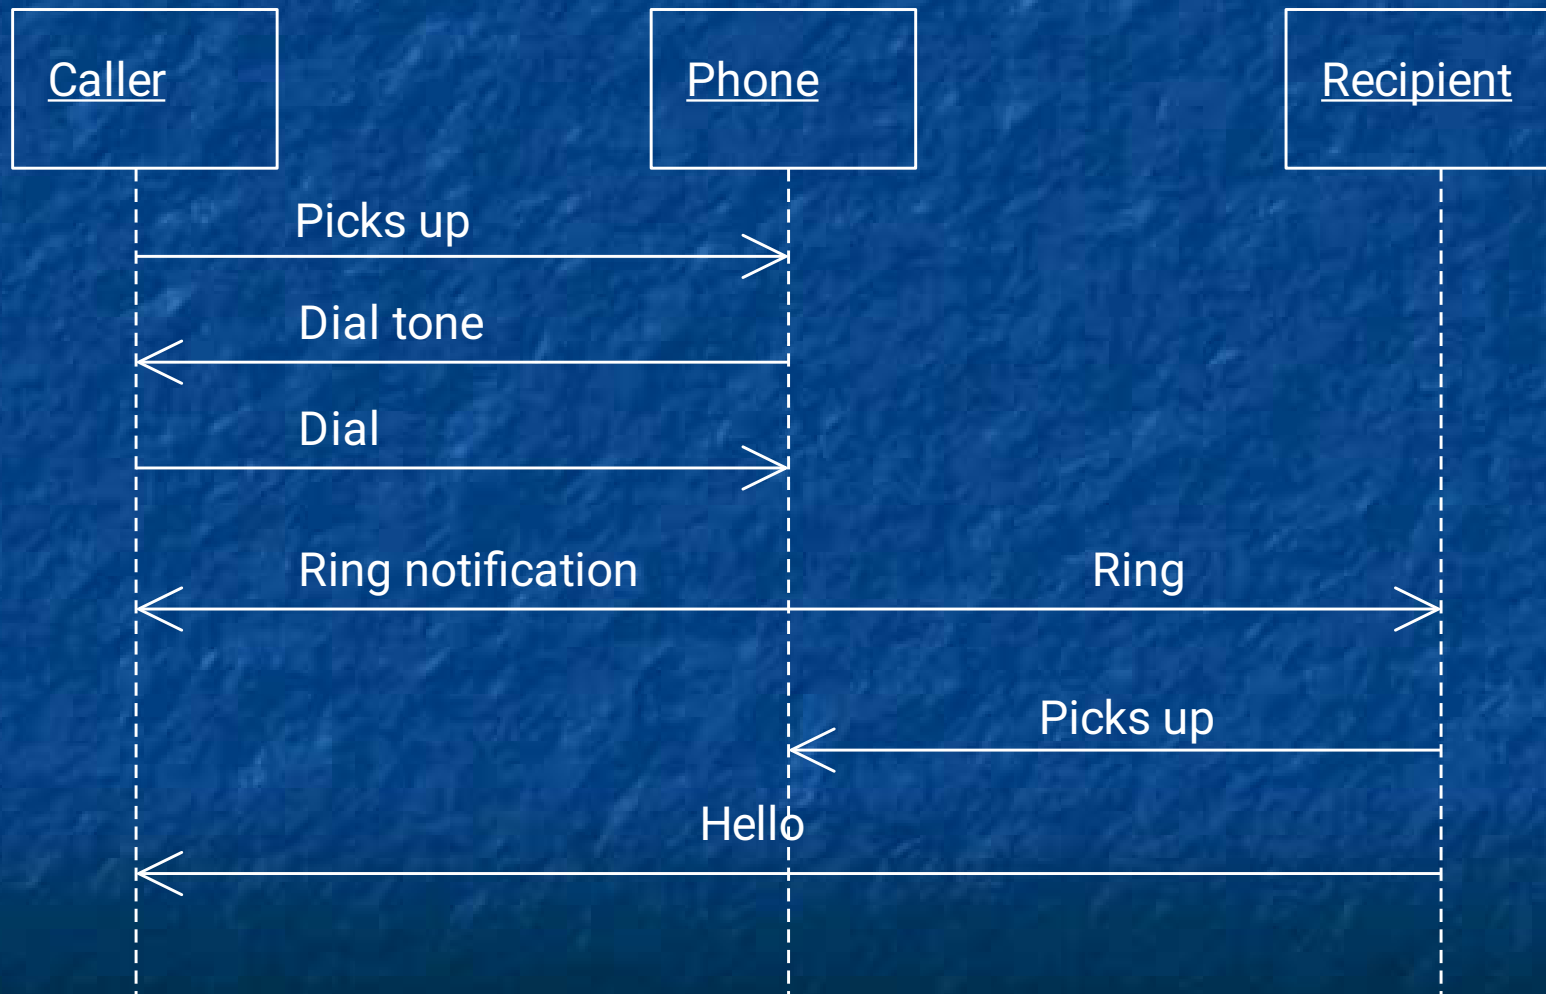 Caller
Phone
Recipient
Picks up
Dial tone
Dial
Ring notification
Ring
Picks up
Hello